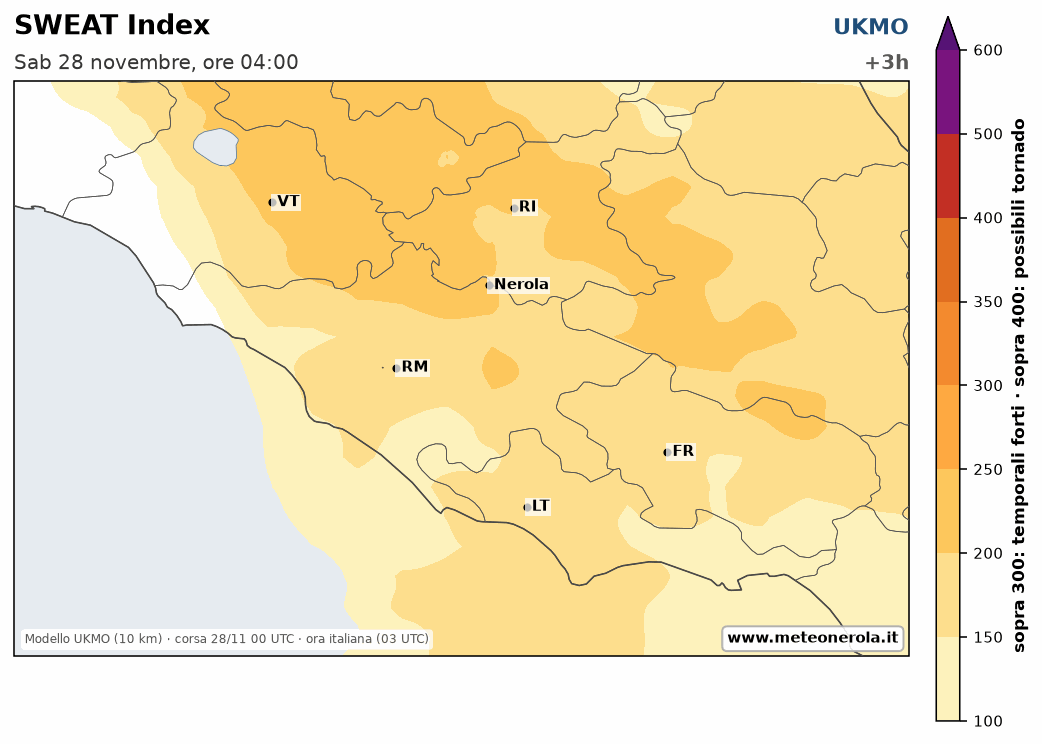 SWEAT Index
UKMO
Sab 28 novembre, ore 04:00
+3h
VT
RI
Nerola
RM
FR
LT
Modello UKMO (10 km) · corsa 28/11 00 UTC · ora italiana (03 UTC)
www.meteonerola.it
600
500
400
350
300
250
200
150
100
sopra 300: temporali forti · sopra 400: possibili tornado